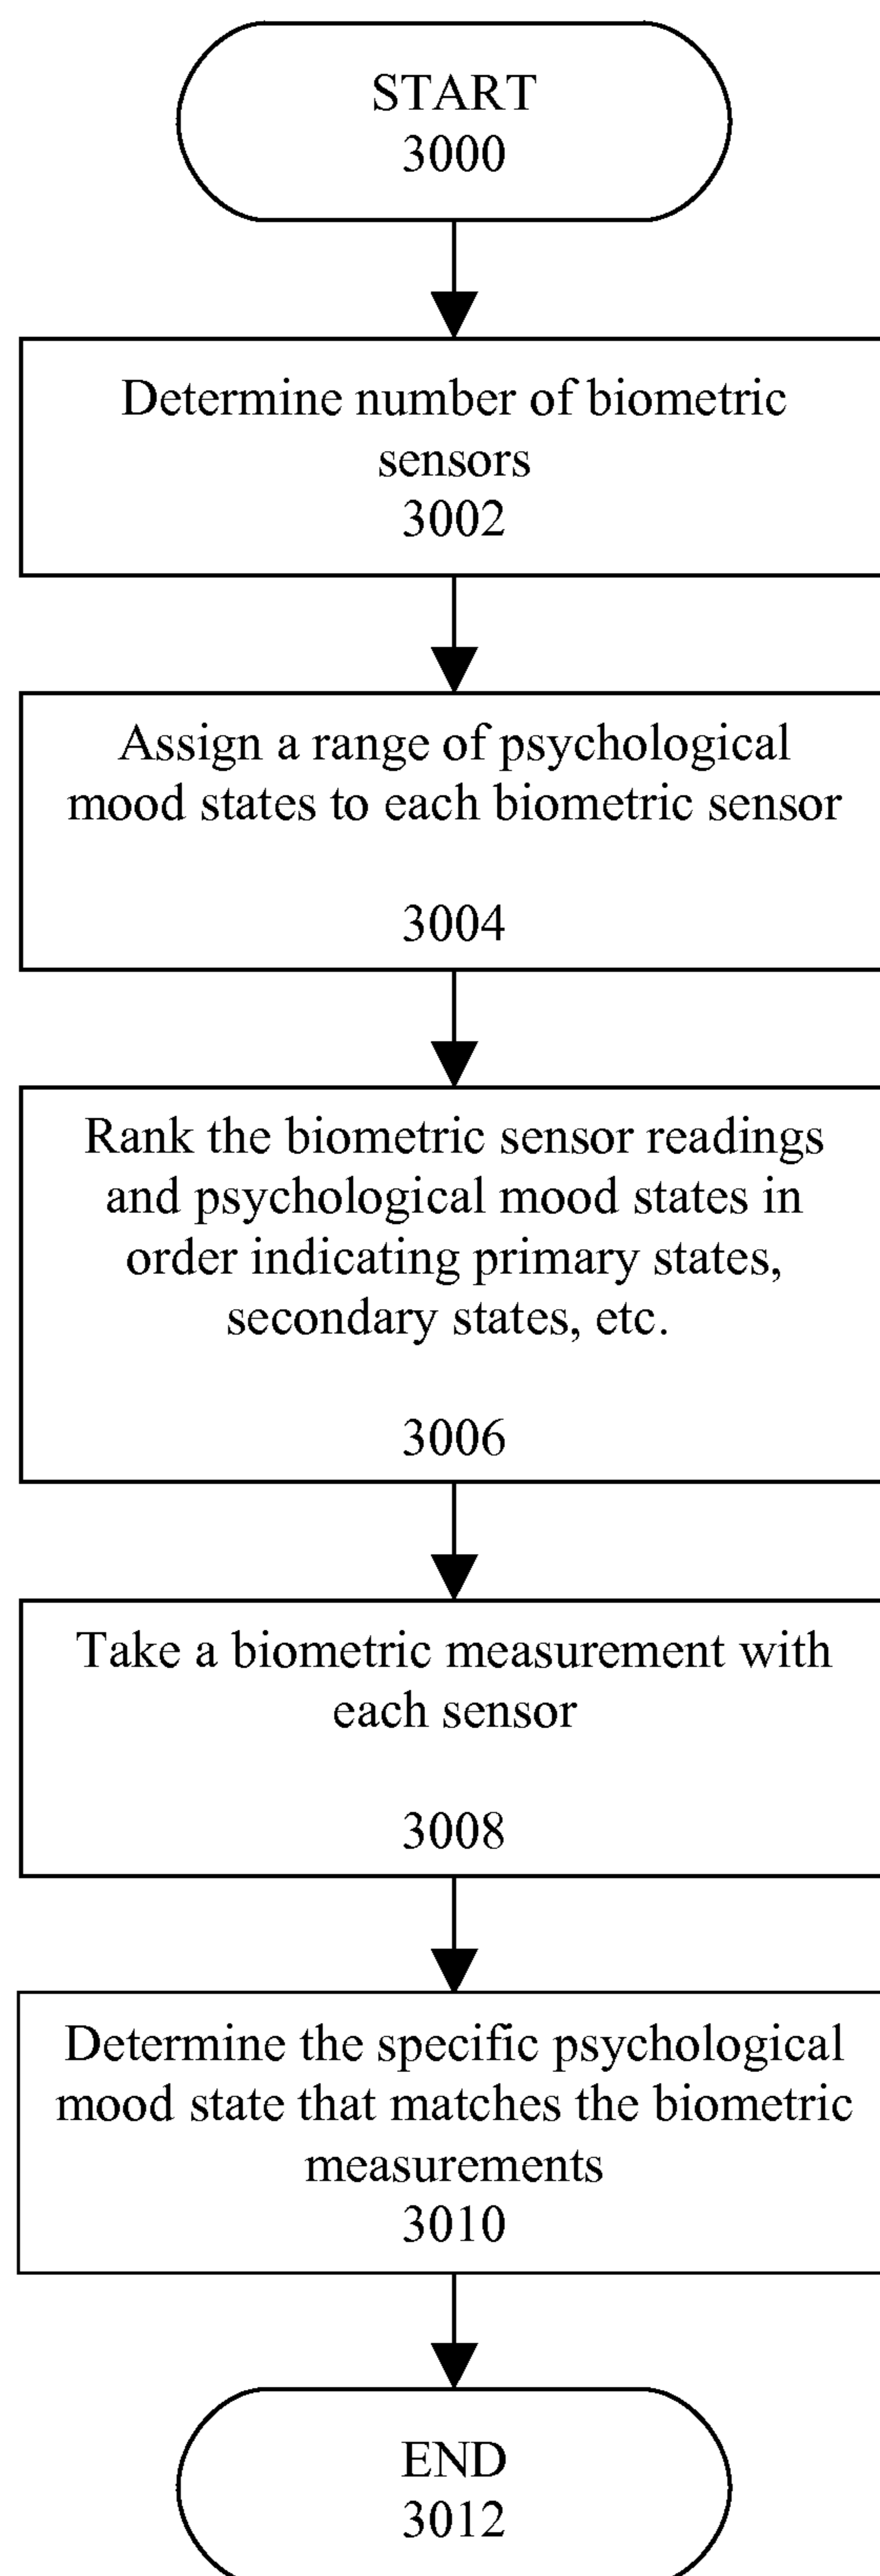 START
3000
Determine number of biometric
sensors
3002
Assign a range of psychological
mood states to each biometric sensor
3004
Rank the biometric sensor readings
and psychological mood states in
order indicating primary states,
secondary states, etc.
3006
Take a biometric measurement with
each sensor
3008
Determine the specific psychological
mood state that matches the biometric
measurements
3010
END
3012